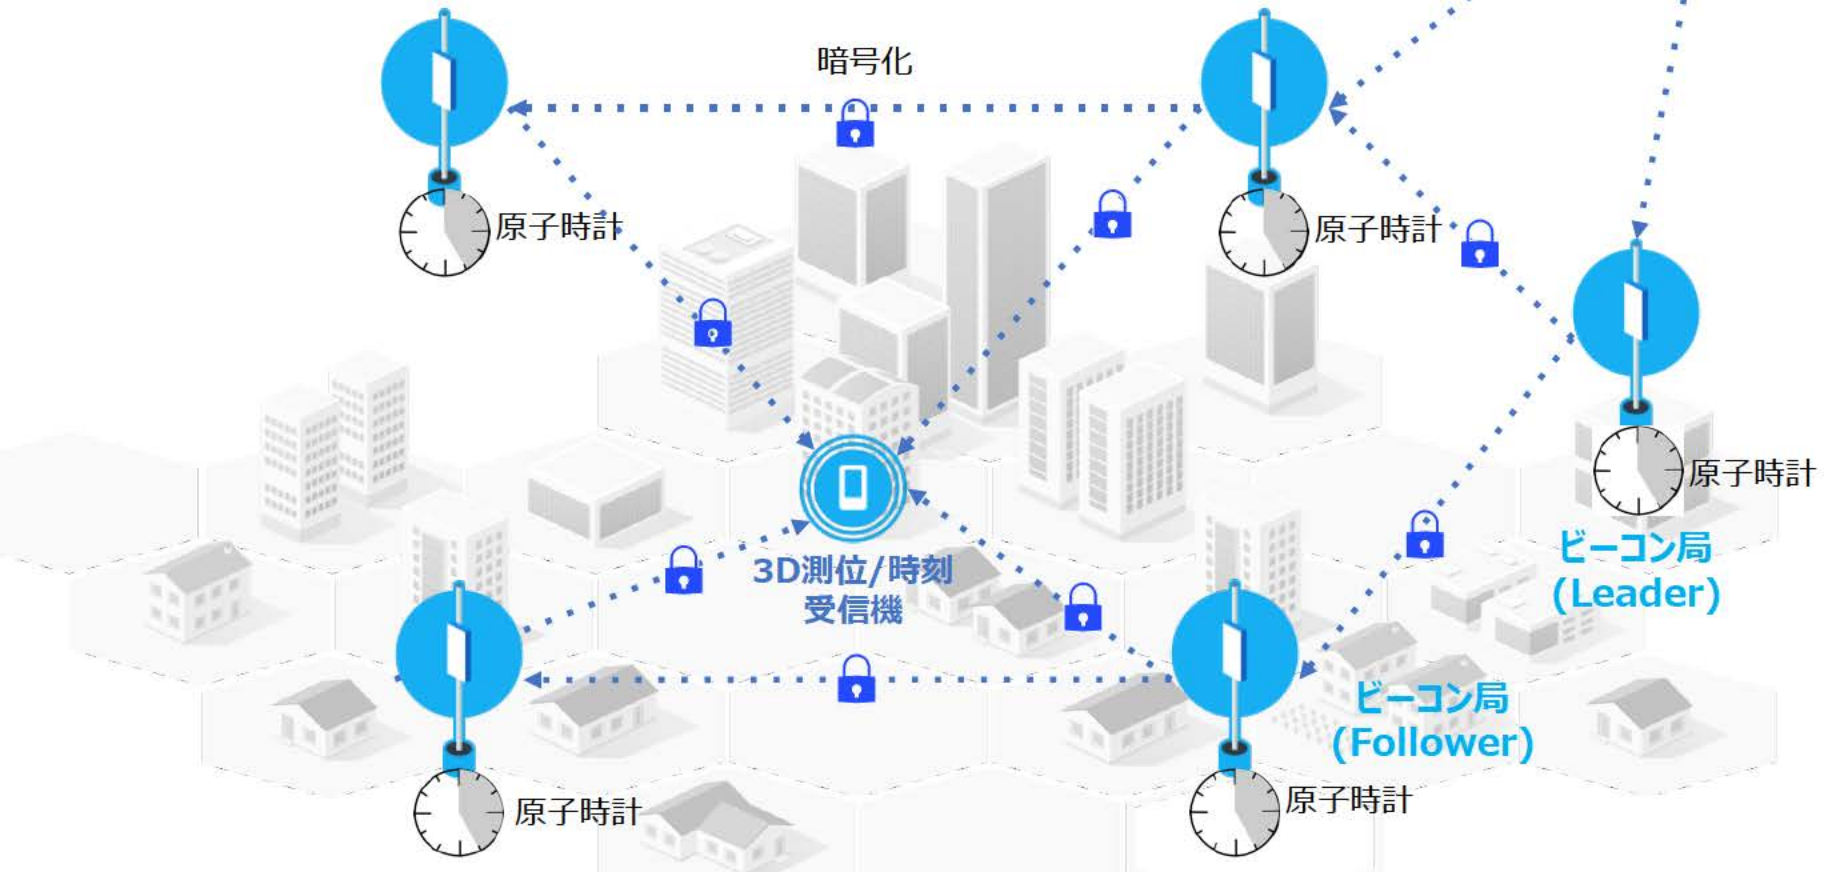 暗号化
原子時計
原子時計
原子時計
ビーコン局
(Leader)
3D測位/時刻
受信機
ビーコン局
(Follower)
原子時計
原子時計